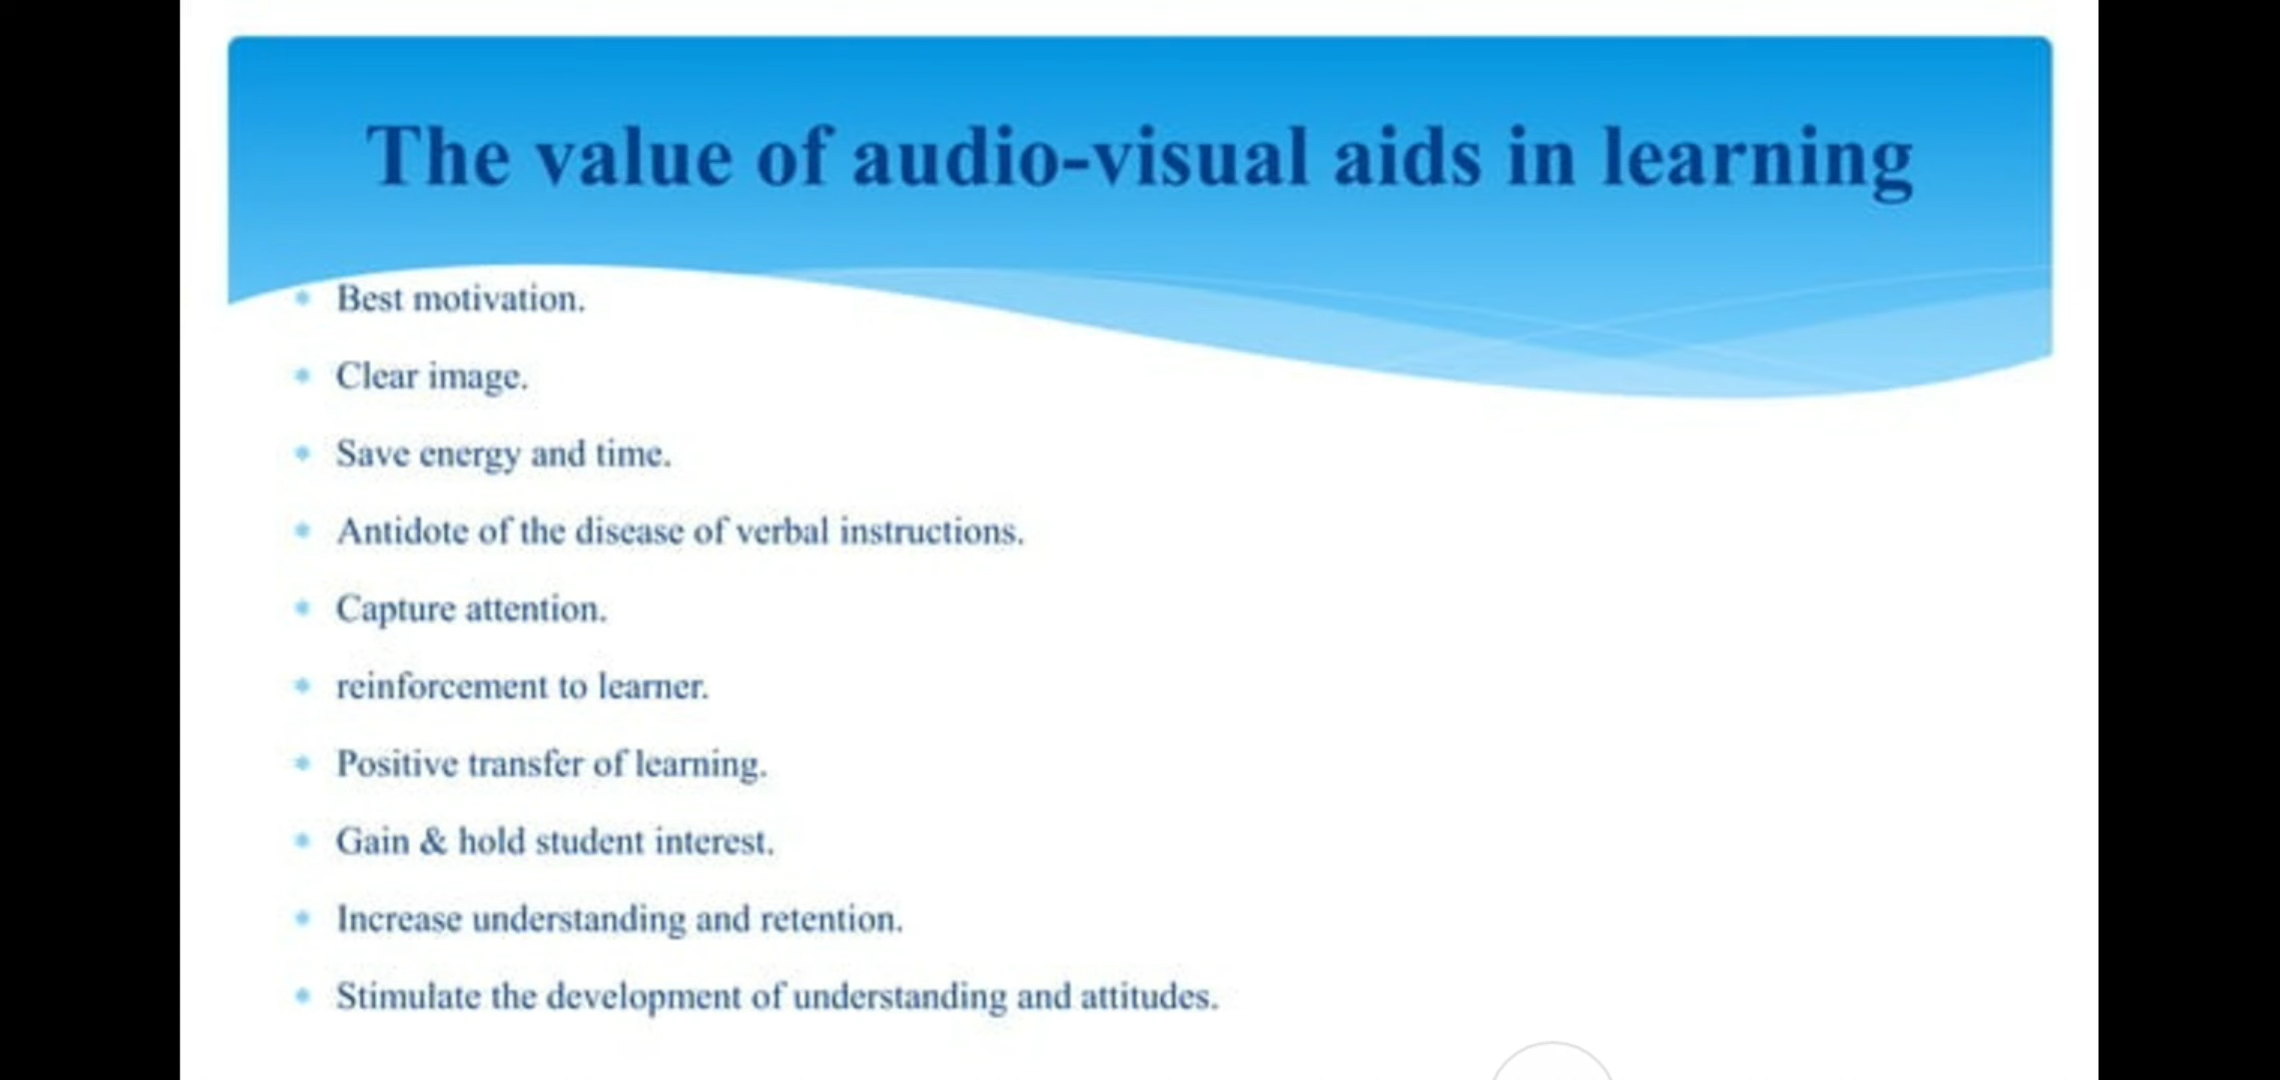 The value of audio-visual aids in learning
Best motivation.
Clear image.
Save energy and time.
Antidote of the disease of verbal instructions.
Capture attention.
reinforcement to learner.
Positive transfer of learning.
Gain & hold student interest.
Increase understanding and retention.
Stimulate the development of understanding and attitudes.